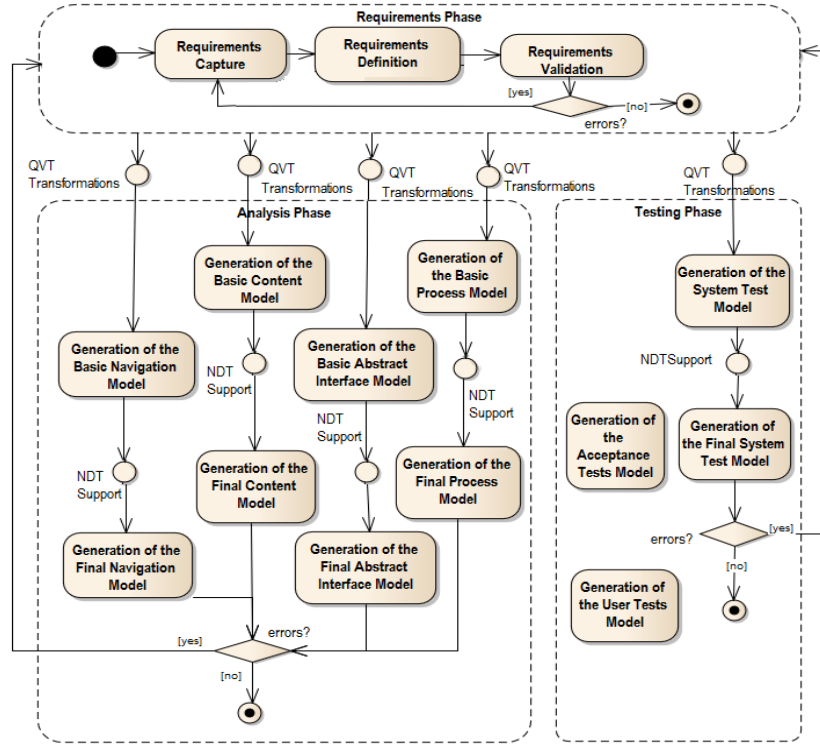 Requirements Phase
Requirements
Capture
Requirements
Definition
Requirements
Validation
[yes]
[no]
errors?
QVT
Transformations
QVT
Transformations
QVT
Transformations
QVT
Transformations
QVT
Transformations
Analysis Phase
Generation of the
Basic Content
Model
Generation of
the Basic
Process Model
Generation of the
Basic Navigation
Model
Generation of the
Basic Abstract
Interface Model
NDT
Support
NDT
Support
NDT
Support
NDT
Support
Generation of the
Final Content
Model
Generation of
the Final Process
Model
Generation of the
Final Navigation
Model
Generation of the
Final Abstract
Interface Model
[yes]
errors?
[no]
Testing Phase
Generation of the
System Test
Model
NDTSupport
Generation of
the
Acceptance
Tests Model
Generation of
the Final System
Test Model
errors?
[yes]
[no]
Generation of
the User Tests
Model